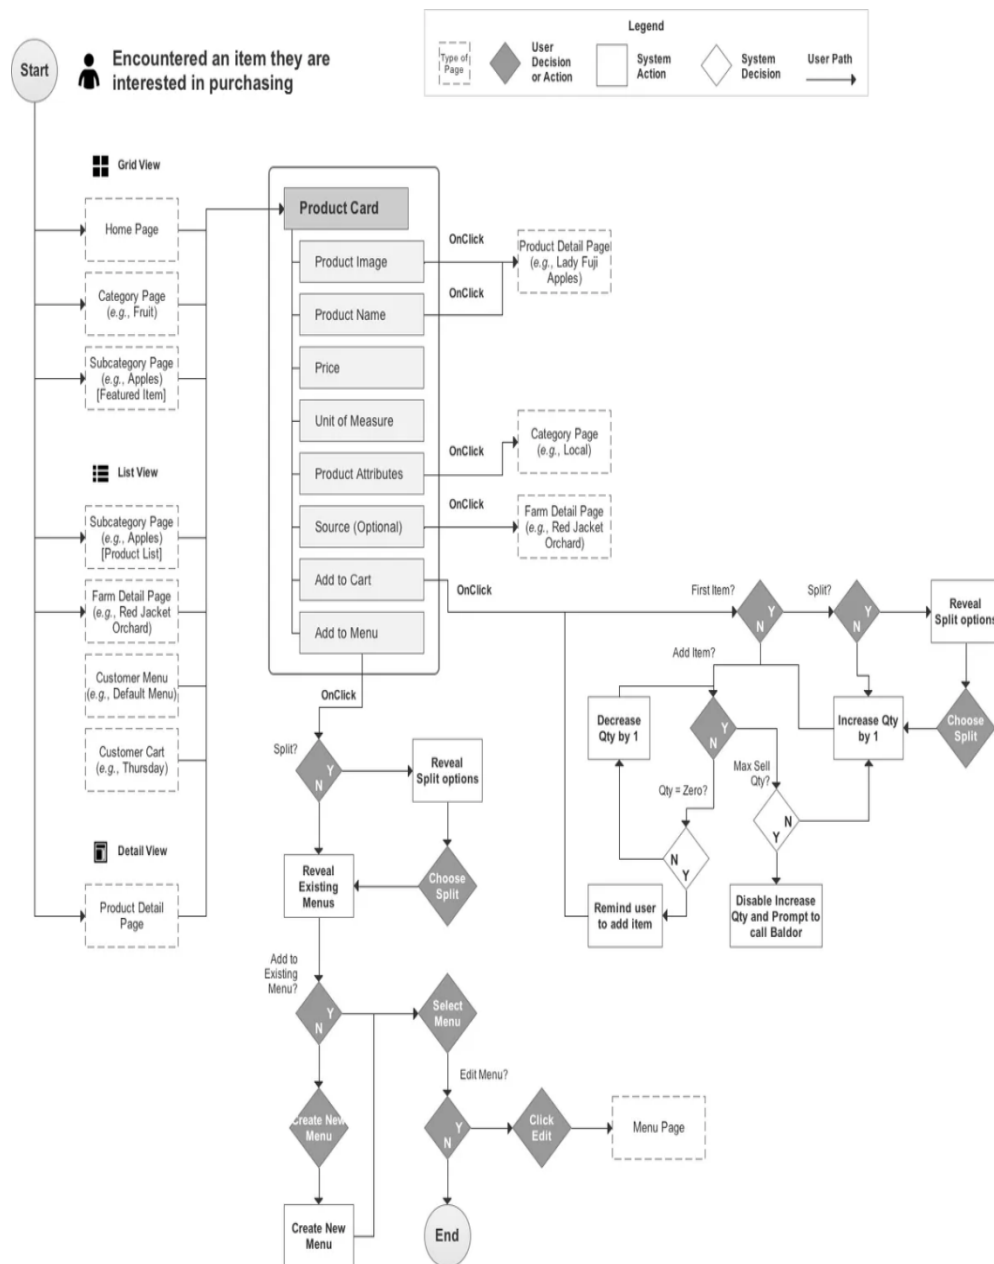 Legend
Type of
Page
User
Decision
or Action
System
Action
System
Decision
User Path
Start
Encountered an item they are
interested in purchasing
Grid View
Home Page
Category Page
(e.g., Fruit)
Subcategory Page
(e.g., Apples)
[Featured Item]
List View
Subcategory Page
(e.g., Apples)
[Product List]
Farm Detail Page
(e.g., Red Jacket
Orchard)
Customer Menu
(e.g., Default Menu)
Customer Cart
(e.g., Thursday)
Detail View
Product Detail
Page
Product Card
Product Image
Product Name
Price
Unit of Measure
Product Attributes
Source (Optional)
Add to Cart
Add to Menu
OnClick
OnClick
Product Detail Page
(e.g., Lady Fuji
Apples)
OnClick
Category Page
(e.g., Local)
OnClick
Farm Detail Page
(e.g., Red Jacket
Orchard)
OnClick
First Item?
Y
N
Split?
Y
N
Reveal
Split options
Choose
Split
Increase Qty
by 1
Add Item?
Y
N
Decrease
Qty by 1
Max Sell
Qty?
N
Y
Qty = Zero?
N
Y
Remind user
to add item
Disable Increase
Qty and Prompt to
call Baldor
OnClick
Split?
Y
N
Reveal
Split options
Choose
Split
Reveal
Existing
Menus
Add to
Existing
Menu?
Y
N
Create New
Menu
Create New
Menu
Select
Menu
Edit Menu?
Y
N
Click
Edit
Menu Page
End